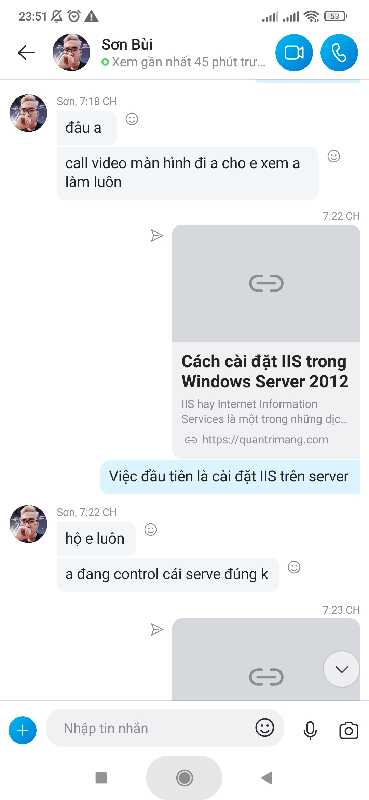 23:51
53
Sơn Bùi
Xem gần nhất 45 phút trư...
Sơn, 7:18 CH
đâu a
call video màn hình đi a cho e xem a
làm luôn
7:22 CH
Cách cài đặt IIS trong
Windows Server 2012
IIS hay Internet Information
Services là một trong những dịc...
https://quantrimang.com
Việc đầu tiên là cài đặt IIS trên server
Sơn, 7:22 CH
hộ e luôn
a đang control cái serve đúng k
7:23 CH
Nhập tin nhắn